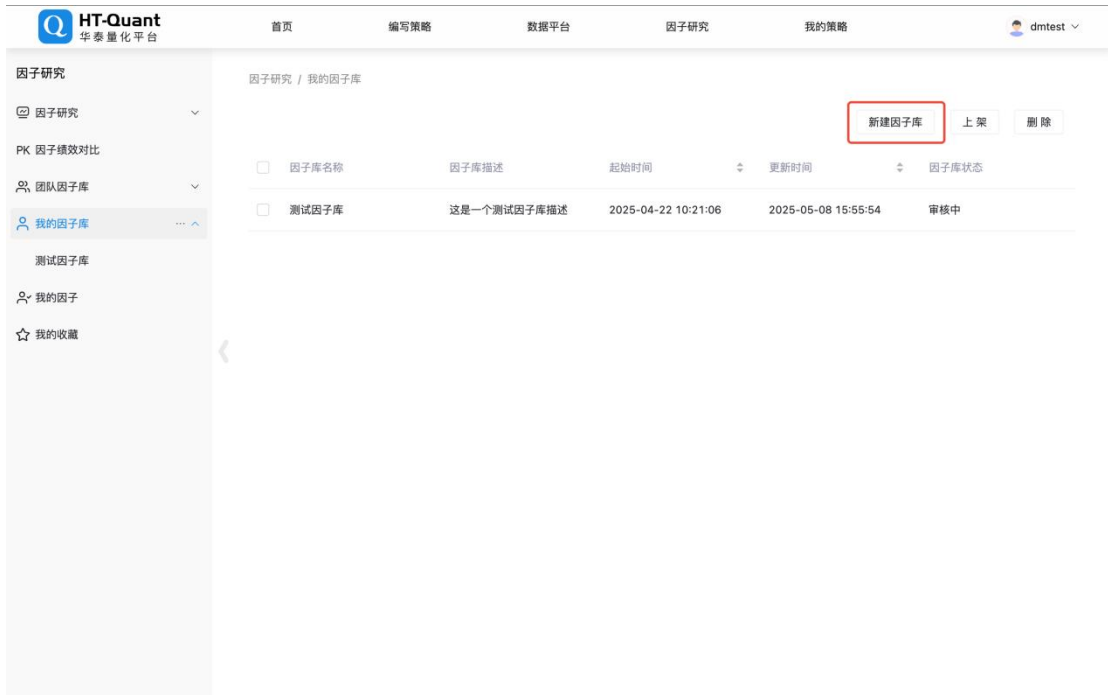 HT-Quant
华泰量化平台
首页 编写策略 数据平台 因子研究 我的策略 dmtest
因子研究
因子研究
PK 因子绩效对比
团队因子库
我的因子库 ...
测试因子库
我的因子
我的收藏
因子研究 / 我的因子库
新建因子库 上架 删除
因子库名称 因子库描述 起始时间 更新时间 因子库状态
测试因子库 这是一个测试因子库描述 2025-04-22 10:21:06 2025-05-08 15:55:54 审核中